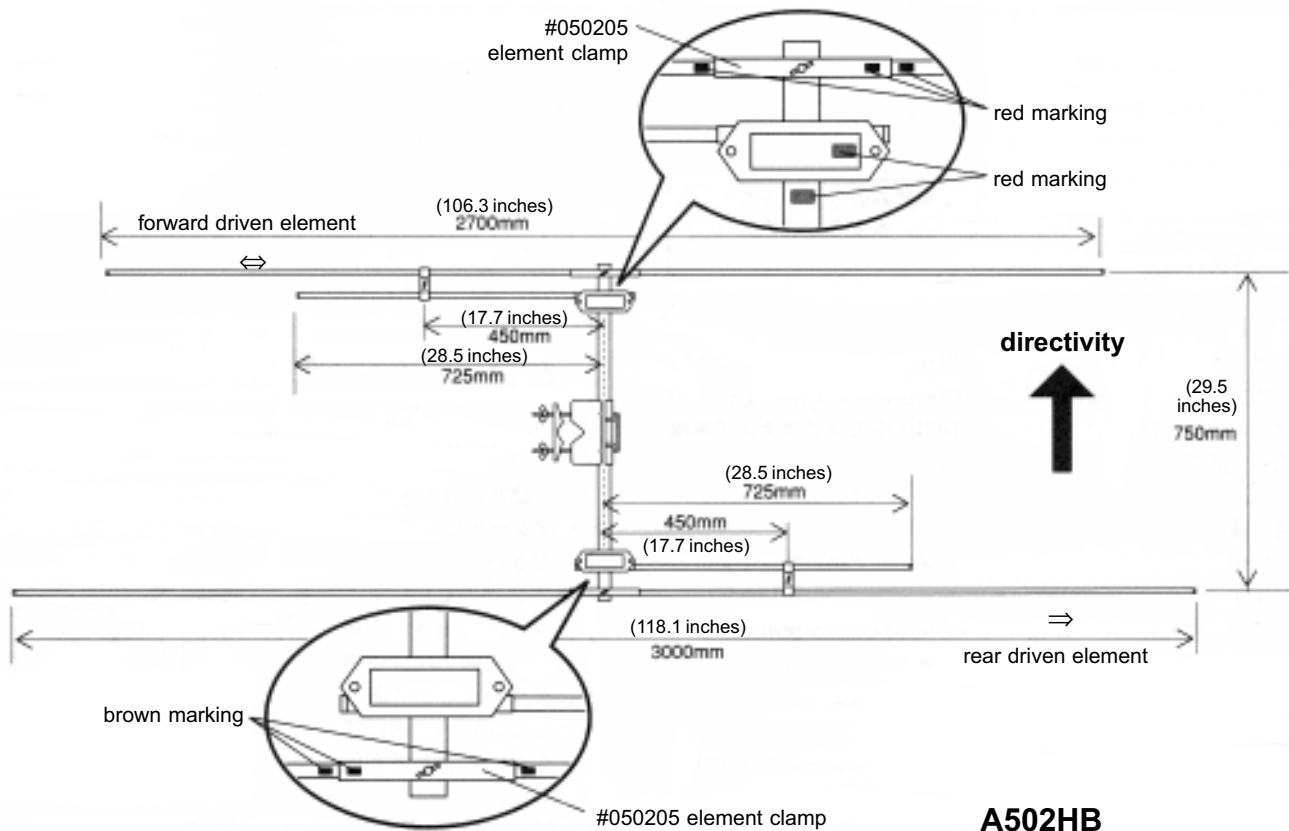 #050205
element clamp
red marking
red marking
(106.3 inches)
2700mm
forward driven element
⇔
(17.7 inches)
450mm
(28.5 inches)
725mm
directivity
(29.5
inches)
750mm
(28.5 inches)
725mm
450mm
(17.7 inches)
(118.1 inches)
3000mm
⇒
rear driven element
brown marking
#050205 element clamp
A502HB